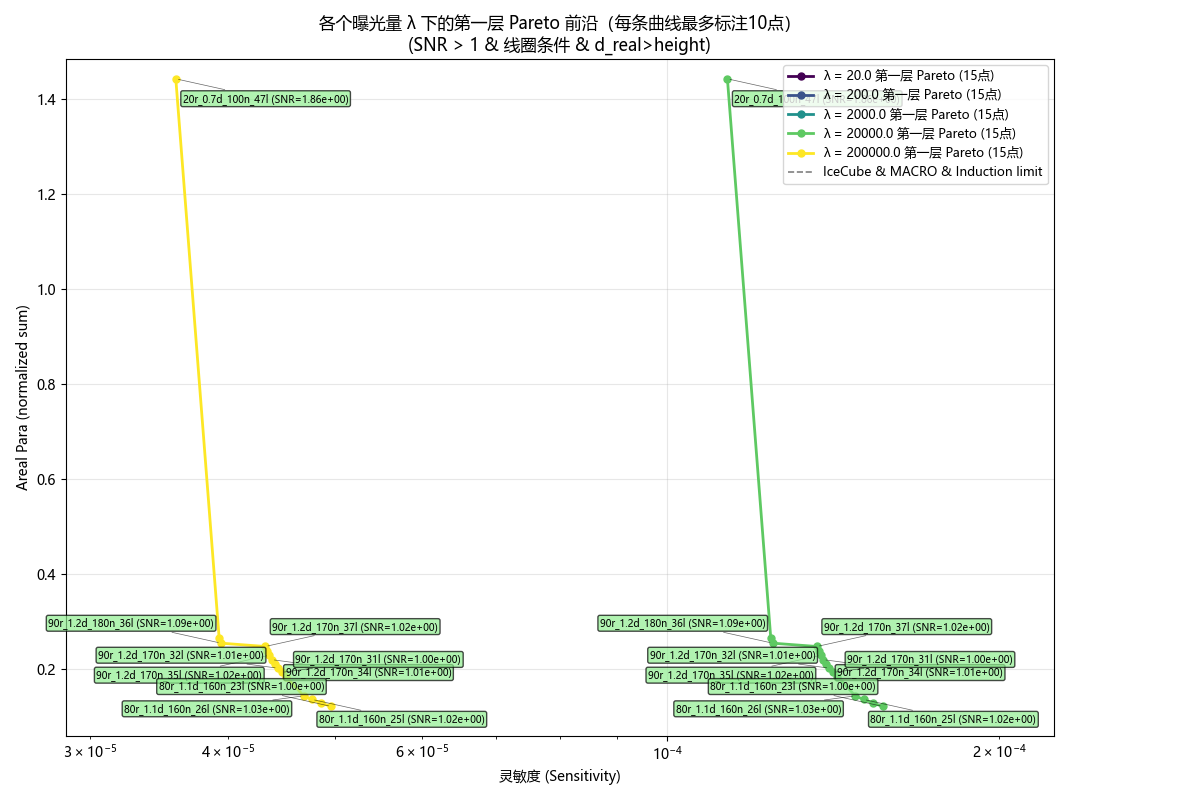 各个曝光量 λ 下的第一层 Pareto 前沿（每条曲线最多标注10点）
(SNR > 1 & 线圈条件 & d_real>height)
λ = 20.0 第一层 Pareto (15点)
λ = 200.0 第一层 Pareto (15点)
λ = 2000.0 第一层 Pareto (15点)
λ = 20000.0 第一层 Pareto (15点)
λ = 200000.0 第一层 Pareto (15点)
IceCube & MACRO & Induction limit
20r_0.7d_100n_47l (SNR=1.86e+00)
20r_0.7d_100n_47l (SNR=1.86e+00)
1.4
1.2
1.0
0.8
0.6
0.4
0.2
Areal Para (normalized sum)
90r_1.2d_180n_36l (SNR=1.09e+00)
90r_1.2d_170n_37l (SNR=1.02e+00)
90r_1.2d_170n_32l (SNR=1.01e+00)
90r_1.2d_170n_31l (SNR=1.00e+00)
90r_1.2d_170n_35l (SNR=1.02e+00)
90r_1.2d_170n_34l (SNR=1.01e+00)
80r_1.1d_160n_23l (SNR=1.00e+00)
80r_1.1d_160n_26l (SNR=1.03e+00)
80r_1.1d_160n_25l (SNR=1.02e+00)
90r_1.2d_180n_36l (SNR=1.09e+00)
90r_1.2d_170n_37l (SNR=1.02e+00)
90r_1.2d_170n_32l (SNR=1.01e+00)
90r_1.2d_170n_31l (SNR=1.00e+00)
90r_1.2d_170n_35l (SNR=1.02e+00)
90r_1.2d_170n_34l (SNR=1.01e+00)
80r_1.1d_160n_23l (SNR=1.00e+00)
80r_1.1d_160n_26l (SNR=1.03e+00)
80r_1.1d_160n_25l (SNR=1.02e+00)
3 × 10⁻⁵ 4 × 10⁻⁵ 6 × 10⁻⁵ 10⁻⁴ 2 × 10⁻⁴
灵敏度 (Sensitivity)